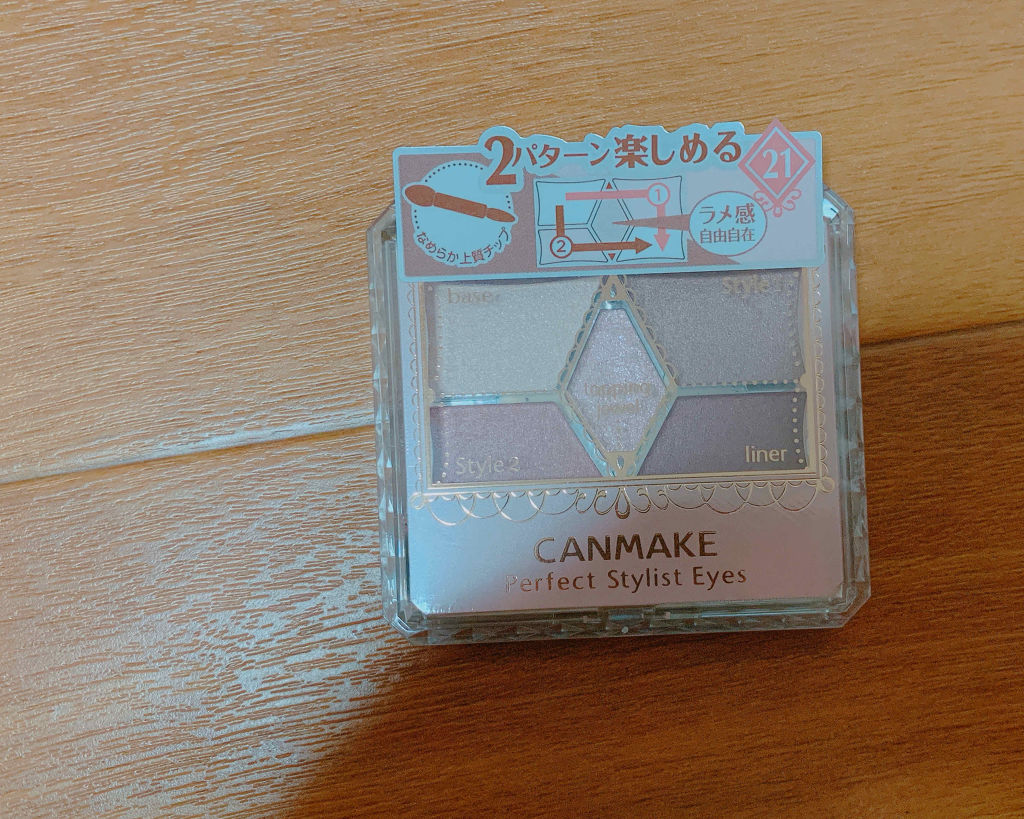 2パターン楽しめる
21
なめらか上質チップ
①
②
ラメ感
自由自在
base
Style 1
Style 2
liner
CANMAKE
Perfect Stylist Eyes